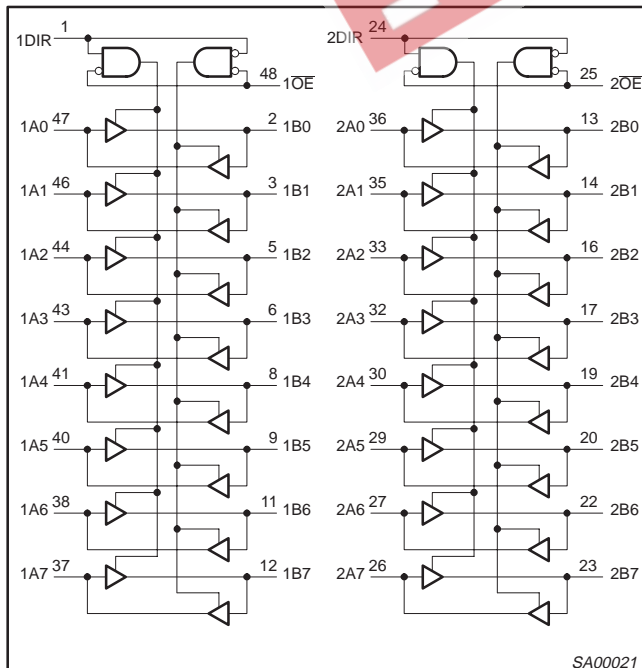 1DIR 1 2DIR 24
48 1OE 25 2OE
1A0 47 2 1B0 2A0 36 13 2B0
1A1 46 3 1B1 2A1 35 14 2B1
1A2 44 5 1B2 2A2 33 16 2B2
1A3 43 6 1B3 2A3 32 17 2B3
1A4 41 8 1B4 2A4 30 19 2B4
1A5 40 9 1B5 2A5 29 20 2B5
1A6 38 11 1B6 2A6 27 22 2B6
1A7 37 12 1B7 2A7 26 23 2B7
SA00021